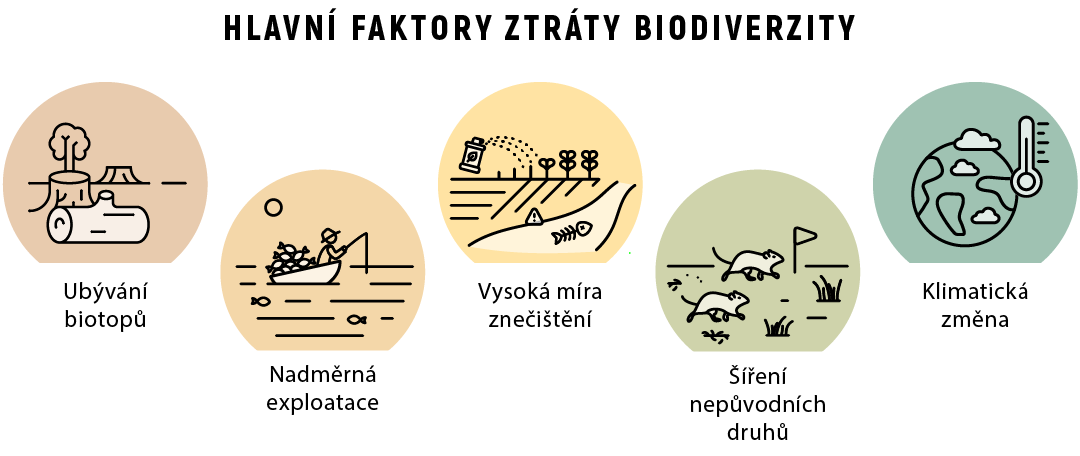 HLAVNÍ FAKTORY ZTRÁTY BIODIVERZITY
Ubývání
biotopů
Nadměrná
exploatace
Vysoká míra
znečištění
Šíření
nepůvodních
druhů
Klimatická
změna